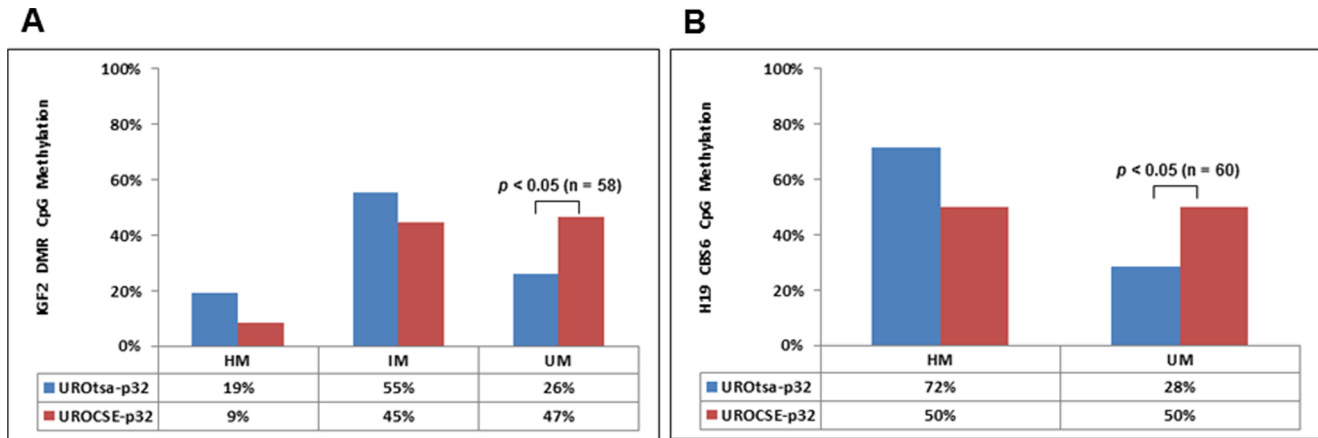 A
100%
80%
60%
40%
20%
0%
IGF2 DMR CpG Methylation
p < 0.05 (n = 58)
HM IM UM
UROtsa-p32 19% 55% 26%
UROCSE-p32 9% 45% 47%
B
100%
80%
60%
40%
20%
0%
H19 CBS6 CpG Methylation
p < 0.05 (n = 60)
HM UM
UROtsa-p32 72% 28%
UROCSE-p32 50% 50%